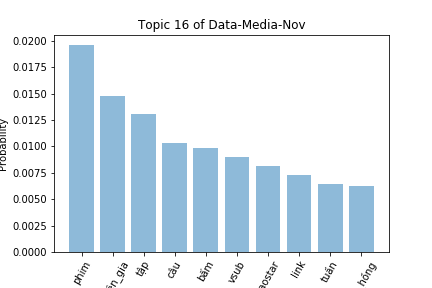 Topic 16 of Data-Media-Nov
Probability
0.0200
0.0175
0.0150
0.0125
0.0100
0.0075
0.0050
0.0025
0.0000
phim
tập
câu
bấm
vsub
link
tuần
hồng